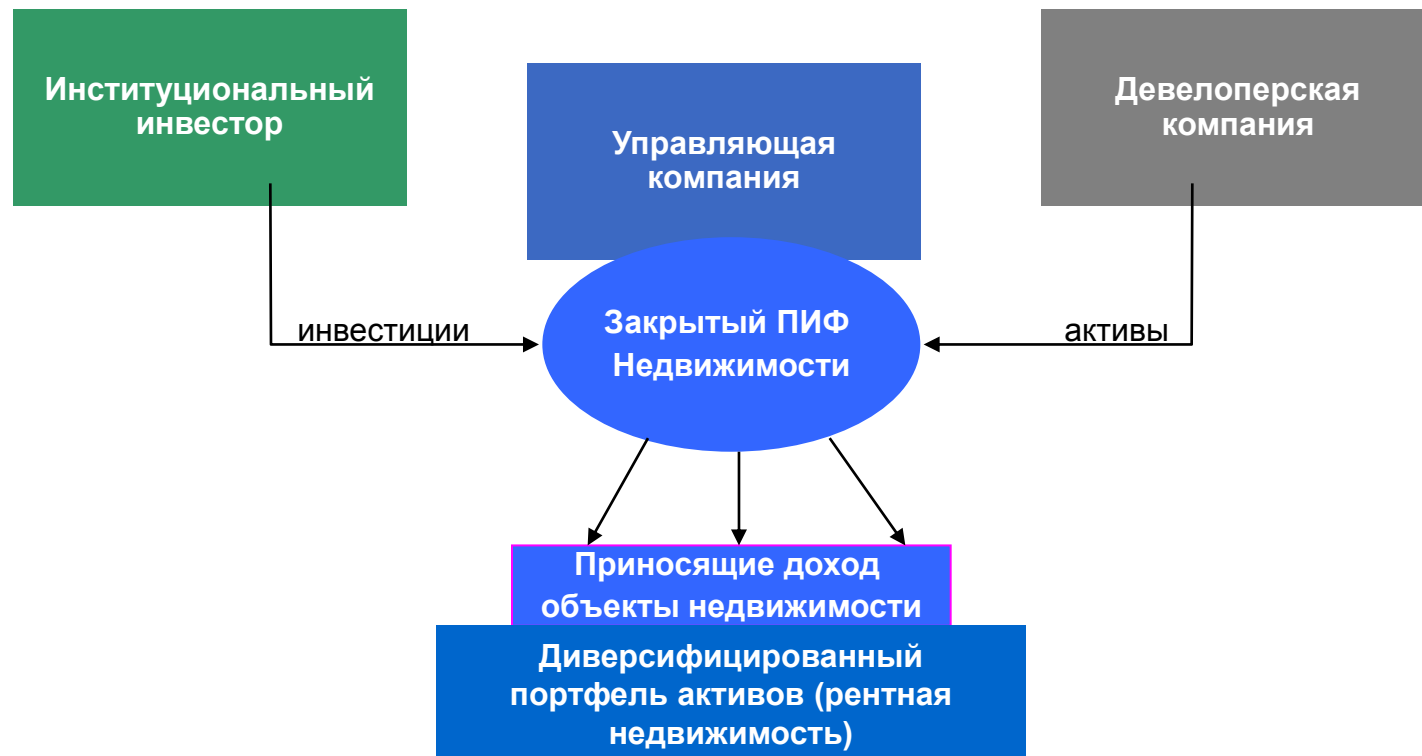 Институциональный
инвестор
Управляющая
компания
Девелоперская
компания
инвестиции
Закрытый ПИФ
Недвижимости
активы
Приносящие доход
объекты недвижимости
Диверсифицированный
портфель активов (рентная
недвижимость)